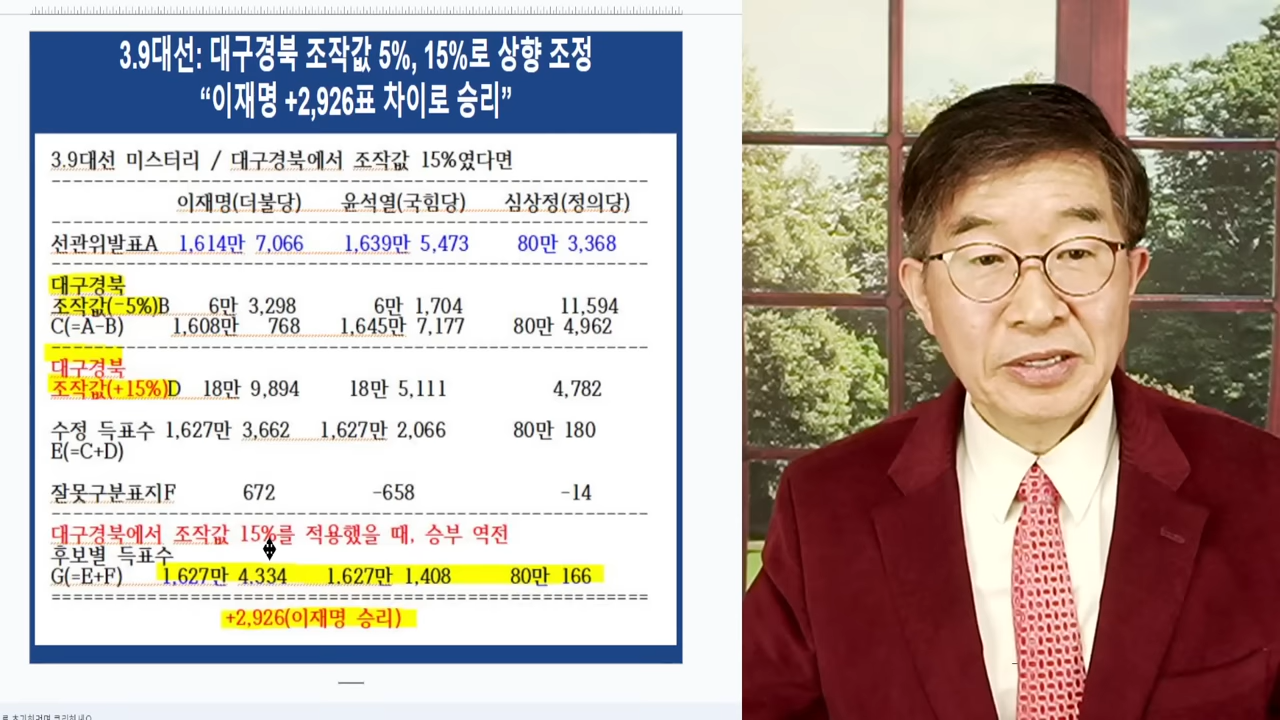 3.9대선: 대구경북 조작값 5%, 15%로 상향 조정
“이재명 +2,926표 차이로 승리”
3.9대선 미스터리 / 대구경북에서 조작값 15%였다면
이재명(더불당) 윤석열(국힘당) 심상정(정의당)
선관위발표A 1,614만 7,066 1,639만 5,473 80만 3,368
대구경북
조작값(-5%)B 6만 3,298 6만 1,704 11,594
C(=A-B) 1,608만 768 1,645만 7,177 80만 4,962
대구경북
조작값(+15%)D 18만 9,894 18만 5,111 4,782
수정 득표수 1,627만 3,662 1,627만 2,066 80만 180
E(=C+D)
잘못구분표지F 672 -658 -14
대구경북에서 조작값 15%를 적용했을 때, 승부 역전
후보별 득표수
G(=E+F) 1,627만 4,334 1,627만 1,408 80만 166
+2,926(이재명 승리)